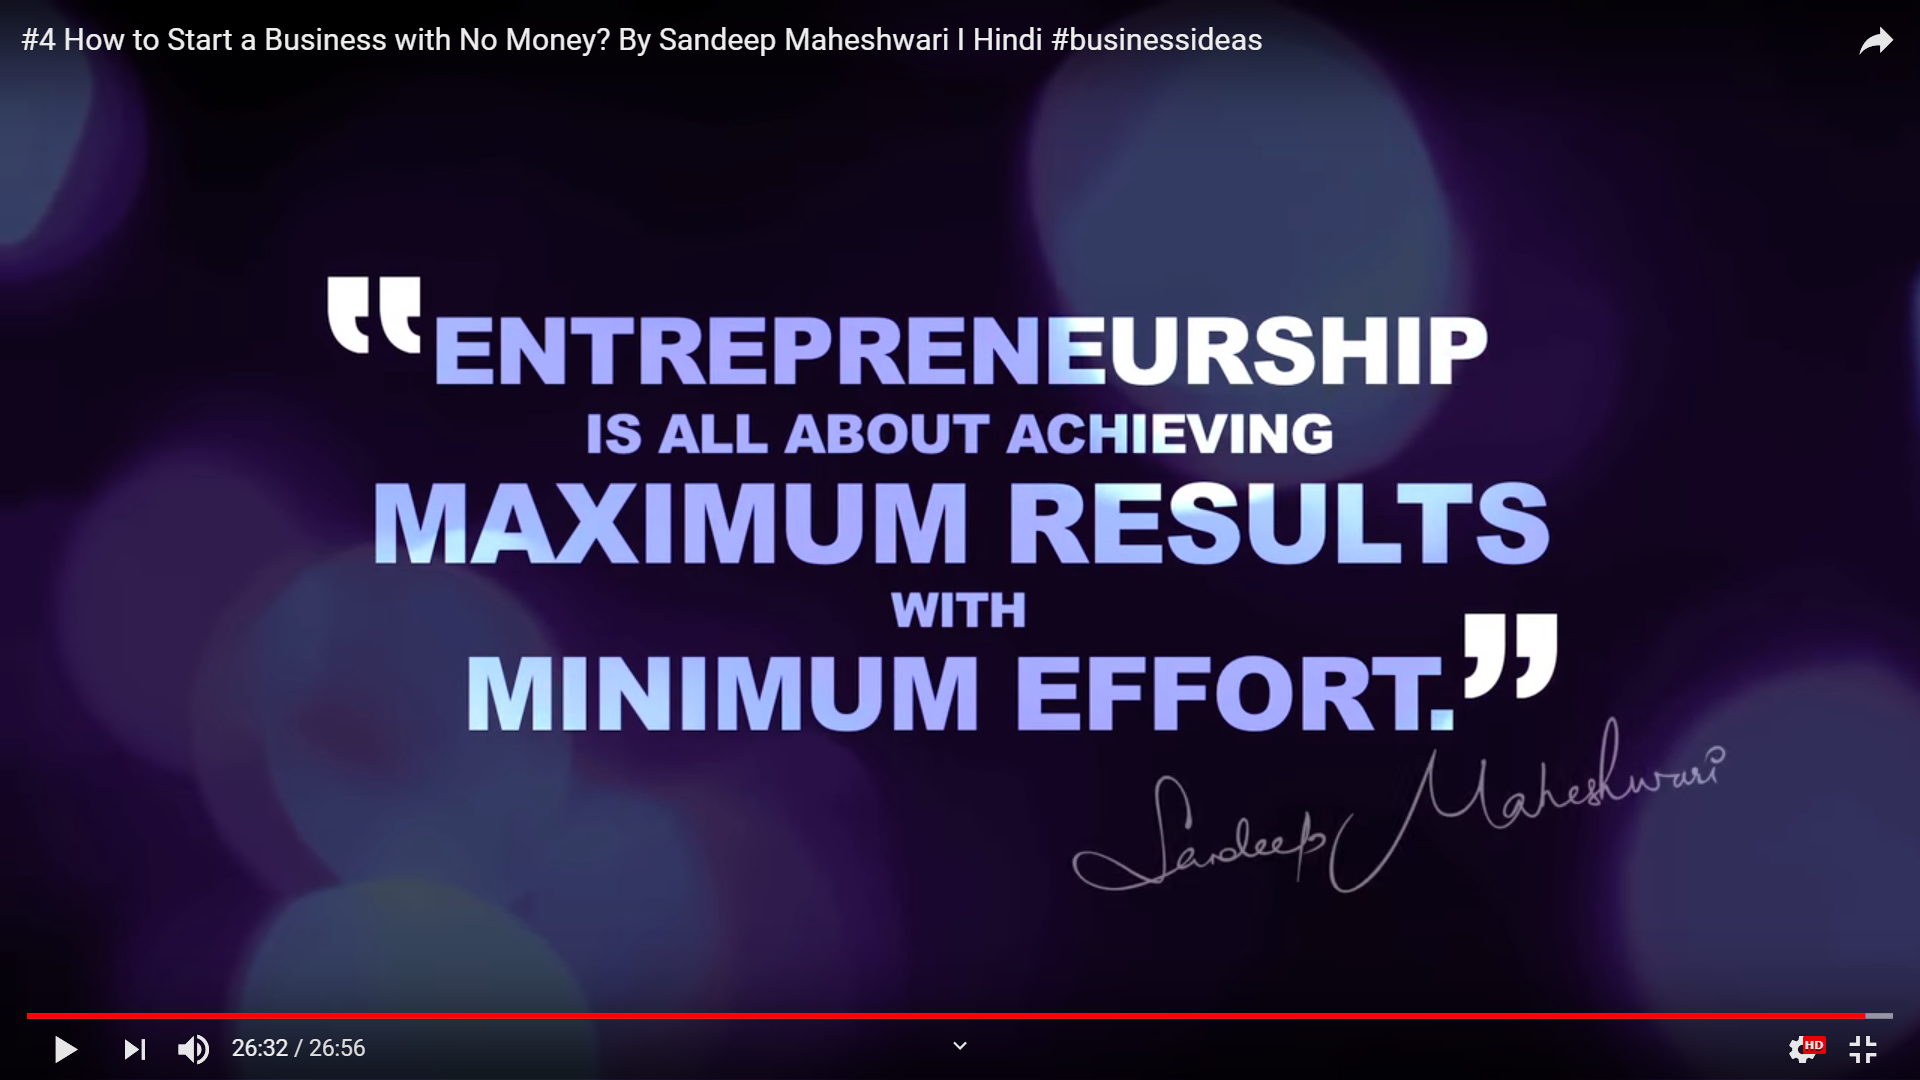 #4 How to Start a Business with No Money? By Sandeep Maheshwari I Hindi #businessideas
“ENTREPRENEURSHIP
IS ALL ABOUT ACHIEVING
MAXIMUM RESULTS
WITH
MINIMUM EFFORT.”
Sandeep Maheshwari
26:32 / 26:56
HD